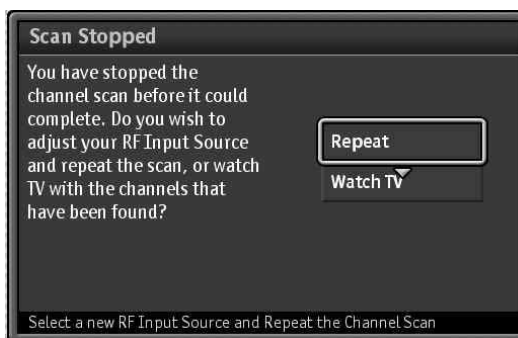 Scan Stopped
You have stopped the
channel scan before it could
complete. Do you wish to
adjust your RF Input Source
and repeat the scan, or watch
TV with the channels that
have been found?
Repeat
Watch TV
Select a new RF Input Source and Repeat the Channel Scan